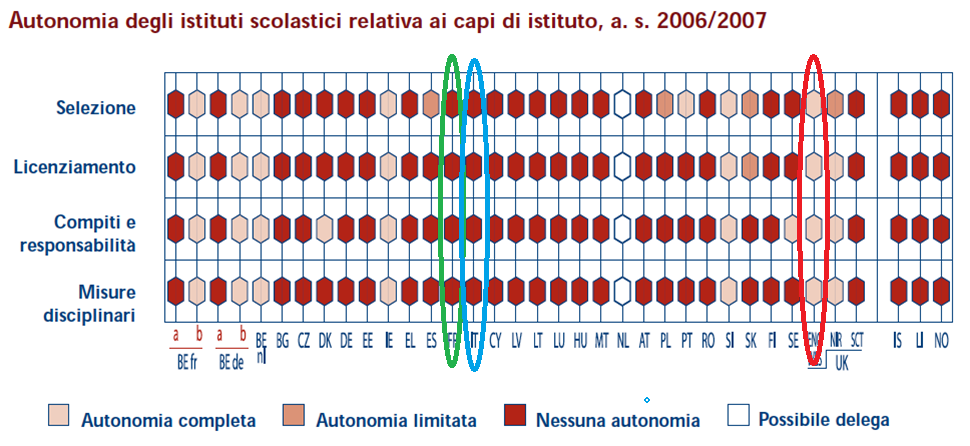 Autonomia degli istituti scolastici relativa ai capi di istituto, a. s. 2006/2007
Selezione
Licenziamento
Compiti e
responsabilità
Misure
disciplinari
a b a b BE BG CZ DK DE EE IE EL ES FR IT CY LV LT LU HU MT NL AT PL PT RO SI SK FI SE ENG NIR SCT IS LI NO
BE fr BE de nl UK
Autonomia completa Autonomia limitata Nessuna autonomia Possibile delega